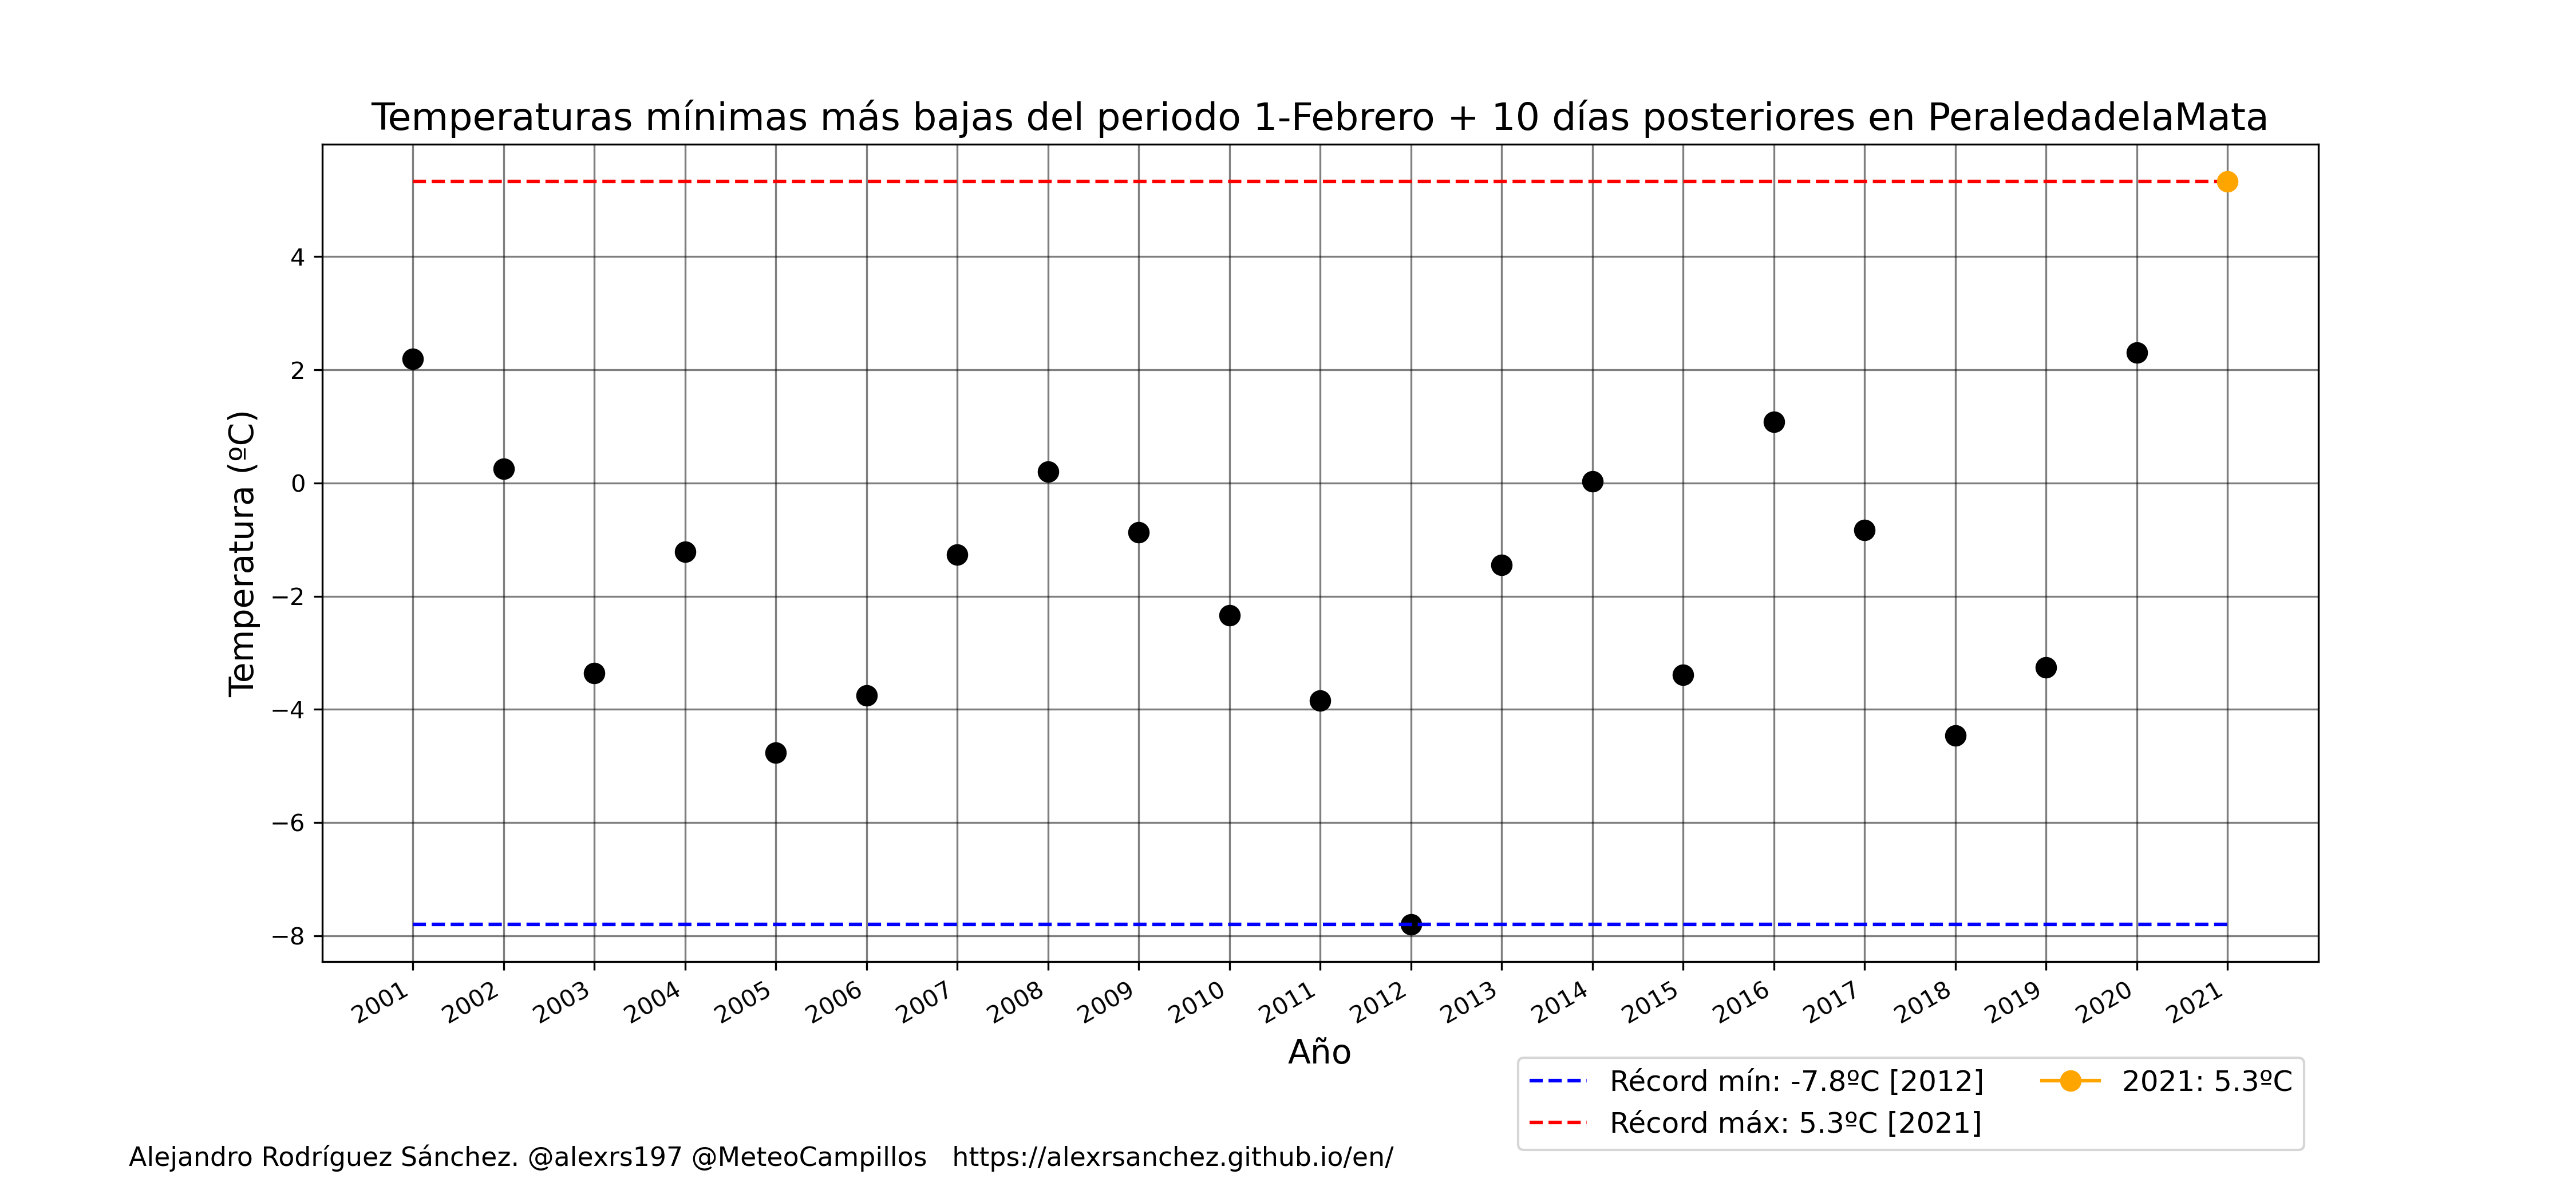 Temperaturas mínimas más bajas del periodo 1-Febrero + 10 días posteriores en PeraledadelaMata
Temperatura (ºC)
4
2
0
−2
−4
−6
−8
2001 2002 2003 2004 2005 2006 2007 2008 2009 2010 2011 2012 2013 2014 2015 2016 2017 2018 2019 2020 2021
Año
Récord mín: -7.8ºC [2012]
Récord máx: 5.3ºC [2021]
2021: 5.3ºC
Alejandro Rodríguez Sánchez. @alexrs197 @MeteoCampillos https://alexrsanchez.github.io/en/